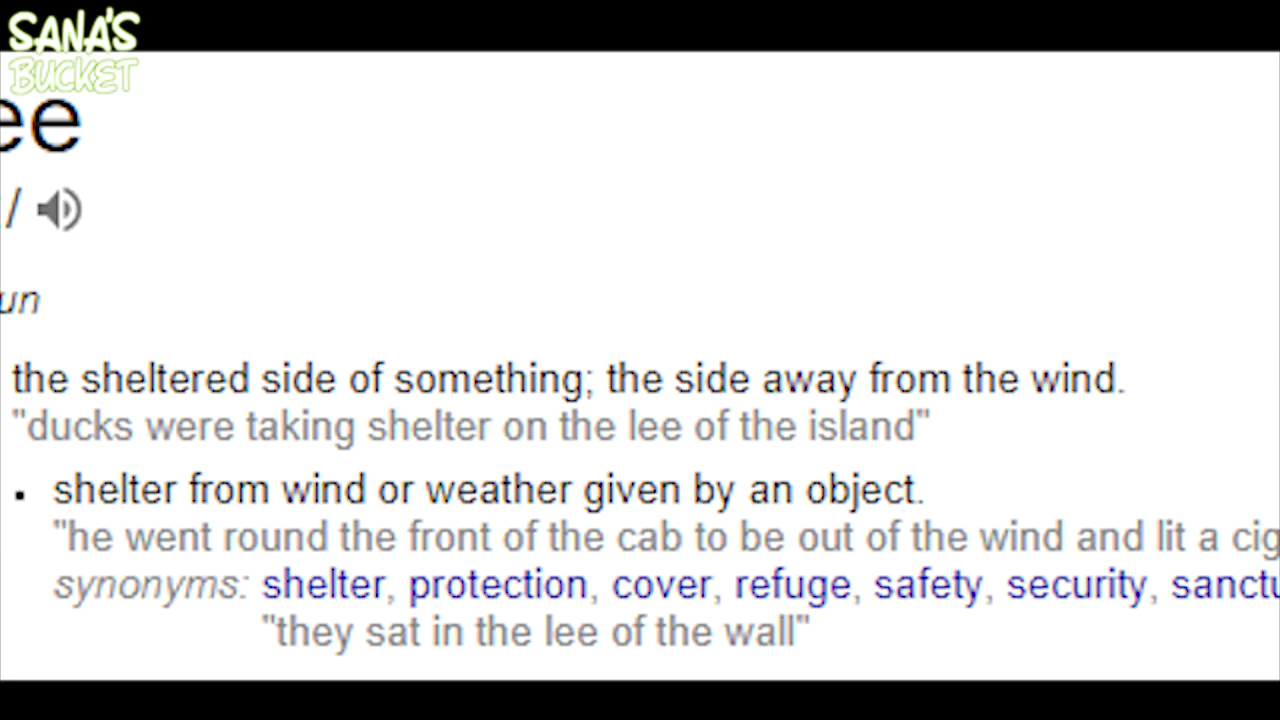 SANA'S
BUCKET
ee
/
un
the sheltered side of something; the side away from the wind.
"ducks were taking shelter on the lee of the island"
▪ shelter from wind or weather given by an object.
"he went round the front of the cab to be out of the wind and lit a cig
synonyms: shelter, protection, cover, refuge, safety, security, sanctu
"they sat in the lee of the wall"